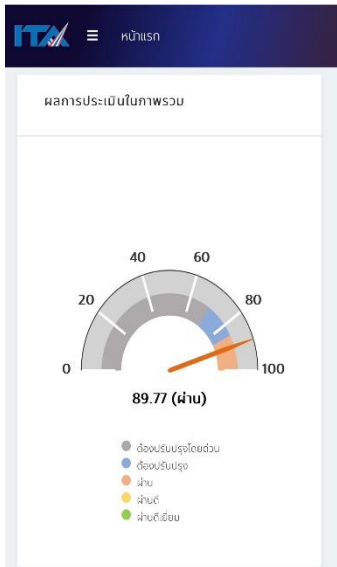 ITA ☰ หน้าแรก
ผลการประเมินในภาพรวม
40 60
20 80
0 100
89.77 (ผ่าน)
ต้องปรับปรุงโดยด่วน
ต้องปรับปรุง
ผ่าน
ผ่านดี
ผ่านดีเยี่ยม